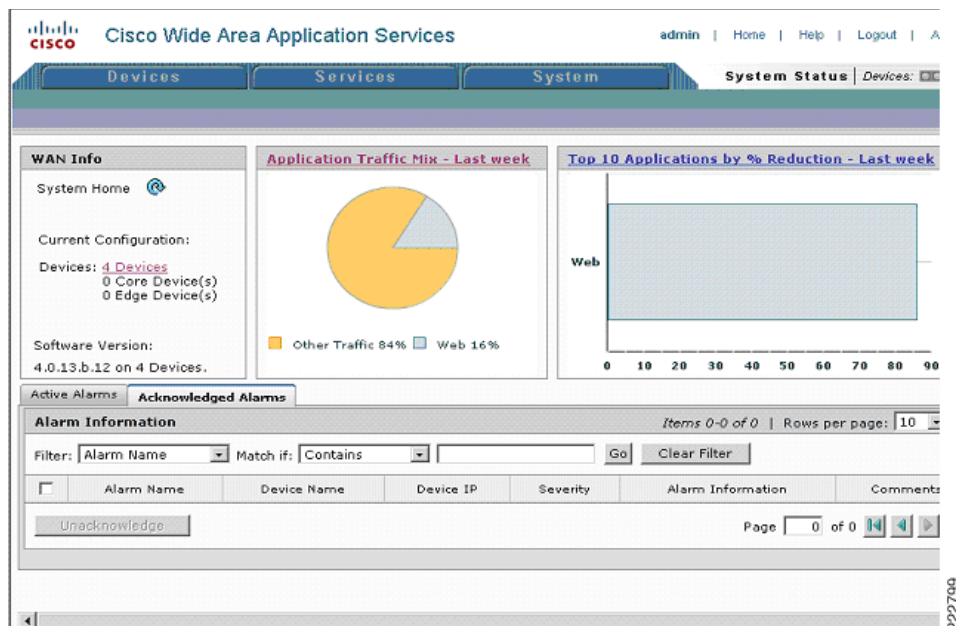 CISCO
Cisco Wide Area Application Services
admin | Home | Help | Logout | A
Devices
Services
System
System Status | Devices:
WAN Info
System Home
Current Configuration:
Devices: 4 Devices
0 Core Device(s)
0 Edge Device(s)
Software Version:
4.0.13.b.12 on 4 Devices.
Application Traffic Mix - Last week
Other Traffic 84% Web 16%
Top 10 Applications by % Reduction - Last week
Web
0 10 20 30 40 50 60 70 80 90
Active Alarms
Acknowledged Alarms
Alarm Information
Items 0-0 of 0 | Rows per page: 10
Filter: Alarm Name Match if: Contains Go Clear Filter
Alarm Name Device Name Device IP Severity Alarm Information Comments
Unacknowledge
Page 0 of 0
222799